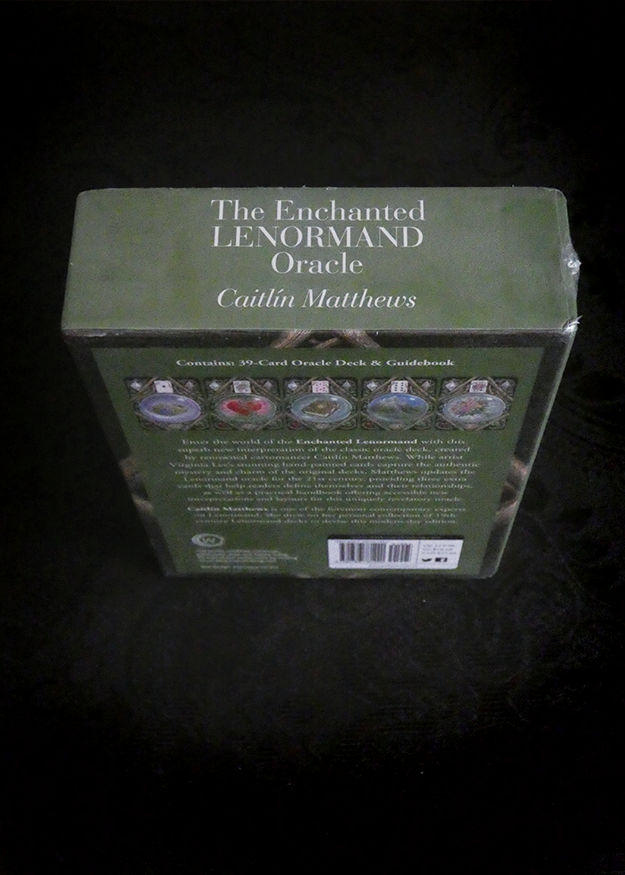 The Enchanted
LENORMAND
Oracle
Caitlín Matthews
Contains: 39-Card Oracle Deck & Guidebook
Enter the world of the Enchanted Lenormand with this
superb new interpretation of the classic oracle deck, created
by renowned cartomancer Caitlín Matthews. While artist
Virginia Lee's stunning hand-painted cards capture the authentic
mystery and charm of the original decks, Matthews updates the
Lenormand oracle for the 21st century, providing three extra
cards that help readers define themselves and their relationships,
as well as a practical handbook offering accessible new
interpretations and layouts for this uniquely revelatory oracle.
Caitlín Matthews is one of the foremost contemporary experts
on Lenormand. She drew on her personal collection of 19th-
century Lenormand decks to devise this modern-day edition.